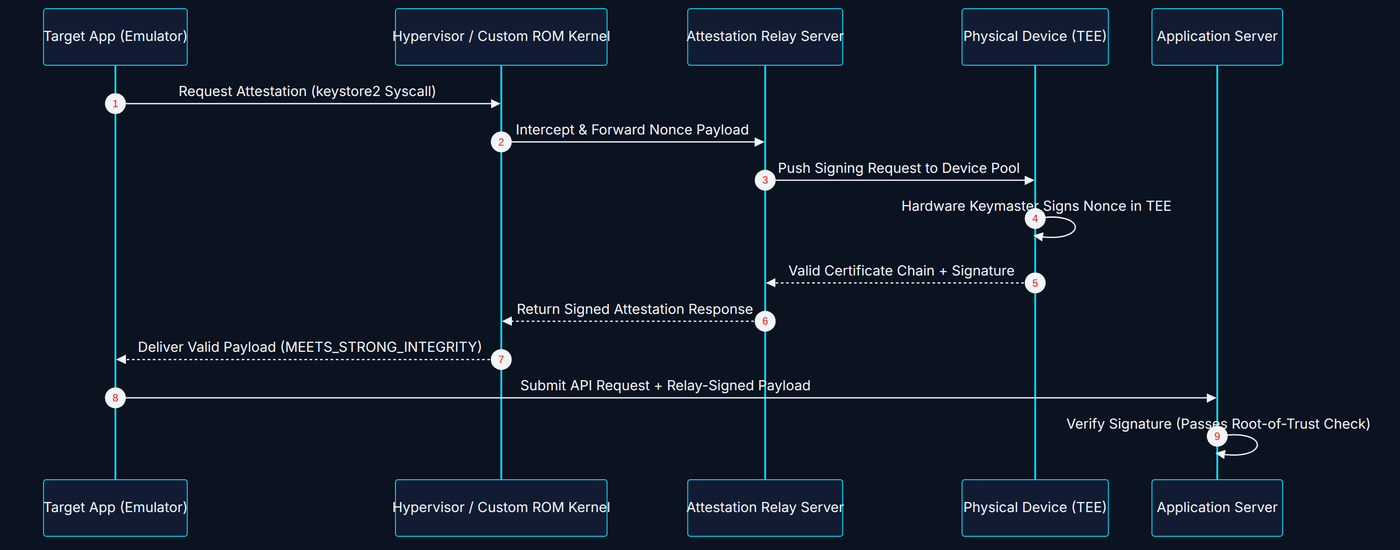 Target App (Emulator)
Hypervisor / Custom ROM Kernel
Attestation Relay Server
Physical Device (TEE)
Application Server
Request Attestation (keystore2 Syscall)
1
Intercept & Forward Nonce Payload
2
Push Signing Request to Device Pool
3
Hardware Keymaster Signs Nonce in TEE
4
Valid Certificate Chain + Signature
5
Return Signed Attestation Response
6
Deliver Valid Payload (MEETS_STRONG_INTEGRITY)
7
Submit API Request + Relay-Signed Payload
8
Verify Signature (Passes Root-of-Trust Check)
9
Target App (Emulator)
Hypervisor / Custom ROM Kernel
Attestation Relay Server
Physical Device (TEE)
Application Server